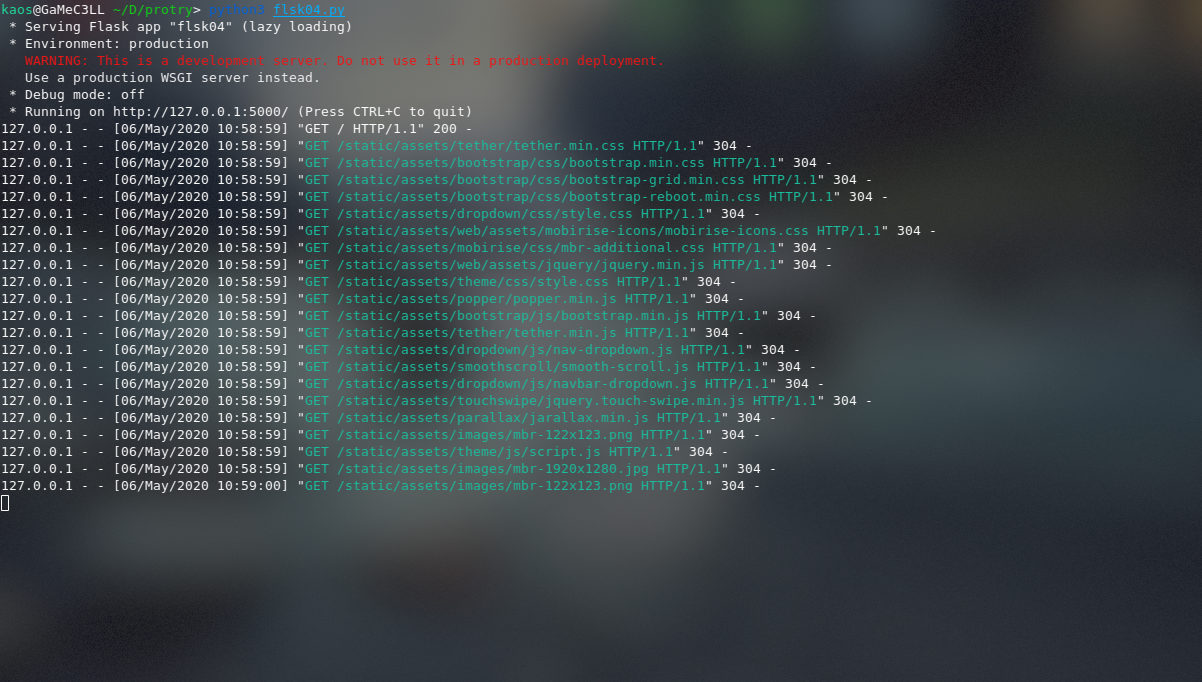 kaos@GaMeC3LL ~/D/protry> python3 flsk04.py
 * Serving Flask app "flsk04" (lazy loading)
 * Environment: production
   WARNING: This is a development server. Do not use it in a production deployment.
   Use a production WSGI server instead.
 * Debug mode: off
 * Running on http://127.0.0.1:5000/ (Press CTRL+C to quit)
127.0.0.1 - - [06/May/2020 10:58:59] "GET / HTTP/1.1" 200 -
127.0.0.1 - - [06/May/2020 10:58:59] "GET /static/assets/tether/tether.min.css HTTP/1.1" 304 -
127.0.0.1 - - [06/May/2020 10:58:59] "GET /static/assets/bootstrap/css/bootstrap.min.css HTTP/1.1" 304 -
127.0.0.1 - - [06/May/2020 10:58:59] "GET /static/assets/bootstrap/css/bootstrap-grid.min.css HTTP/1.1" 304 -
127.0.0.1 - - [06/May/2020 10:58:59] "GET /static/assets/bootstrap/css/bootstrap-reboot.min.css HTTP/1.1" 304 -
127.0.0.1 - - [06/May/2020 10:58:59] "GET /static/assets/dropdown/css/style.css HTTP/1.1" 304 -
127.0.0.1 - - [06/May/2020 10:58:59] "GET /static/assets/web/assets/mobirise-icons/mobirise-icons.css HTTP/1.1" 304 -
127.0.0.1 - - [06/May/2020 10:58:59] "GET /static/assets/mobirise/css/mbr-additional.css HTTP/1.1" 304 -
127.0.0.1 - - [06/May/2020 10:58:59] "GET /static/assets/web/assets/jquery/jquery.min.js HTTP/1.1" 304 -
127.0.0.1 - - [06/May/2020 10:58:59] "GET /static/assets/theme/css/style.css HTTP/1.1" 304 -
127.0.0.1 - - [06/May/2020 10:58:59] "GET /static/assets/popper/popper.min.js HTTP/1.1" 304 -
127.0.0.1 - - [06/May/2020 10:58:59] "GET /static/assets/bootstrap/js/bootstrap.min.js HTTP/1.1" 304 -
127.0.0.1 - - [06/May/2020 10:58:59] "GET /static/assets/tether/tether.min.js HTTP/1.1" 304 -
127.0.0.1 - - [06/May/2020 10:58:59] "GET /static/assets/dropdown/js/nav-dropdown.js HTTP/1.1" 304 -
127.0.0.1 - - [06/May/2020 10:58:59] "GET /static/assets/smoothscroll/smooth-scroll.js HTTP/1.1" 304 -
127.0.0.1 - - [06/May/2020 10:58:59] "GET /static/assets/dropdown/js/navbar-dropdown.js HTTP/1.1" 304 -
127.0.0.1 - - [06/May/2020 10:58:59] "GET /static/assets/touchswipe/jquery.touch-swipe.min.js HTTP/1.1" 304 -
127.0.0.1 - - [06/May/2020 10:58:59] "GET /static/assets/parallax/jarallax.min.js HTTP/1.1" 304 -
127.0.0.1 - - [06/May/2020 10:58:59] "GET /static/assets/images/mbr-122x123.png HTTP/1.1" 304 -
127.0.0.1 - - [06/May/2020 10:58:59] "GET /static/assets/theme/js/script.js HTTP/1.1" 304 -
127.0.0.1 - - [06/May/2020 10:58:59] "GET /static/assets/images/mbr-1920x1280.jpg HTTP/1.1" 304 -
127.0.0.1 - - [06/May/2020 10:59:00] "GET /static/assets/images/mbr-122x123.png HTTP/1.1" 304 -